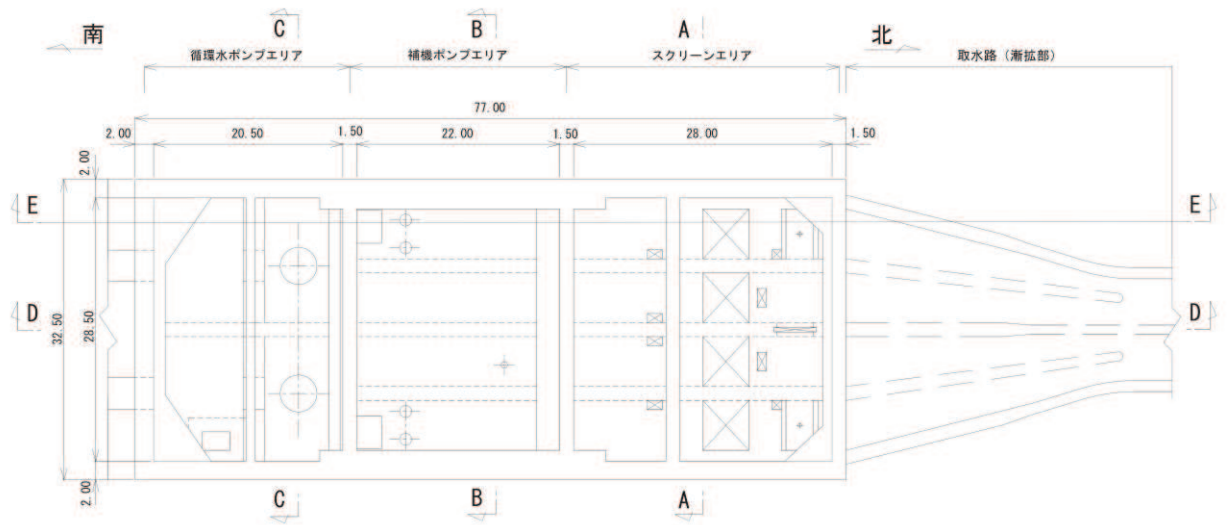 南
C
B
A
北
循環水ポンプエリア
補機ポンプエリア
スクリーンエリア
取水路（漸拡部）
77.00
2.00
20.50
1.50
22.00
1.50
28.00
1.50
2.00
E
E
D
D
32.50
28.50
2.00
C
B
A